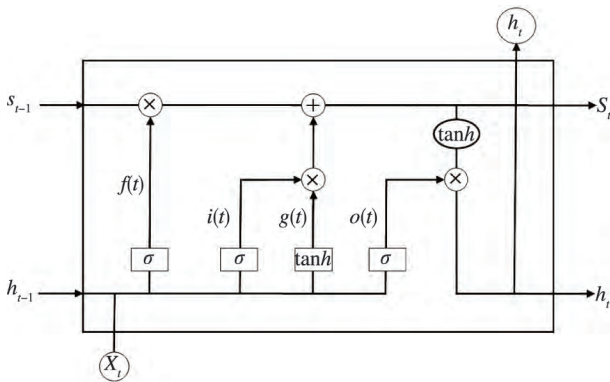 h_t
s_{t-1}
S_t
tanh
f(t)
i(t)
g(t)
o(t)
σ
σ
tanh
σ
h_{t-1}
h_t
X_t